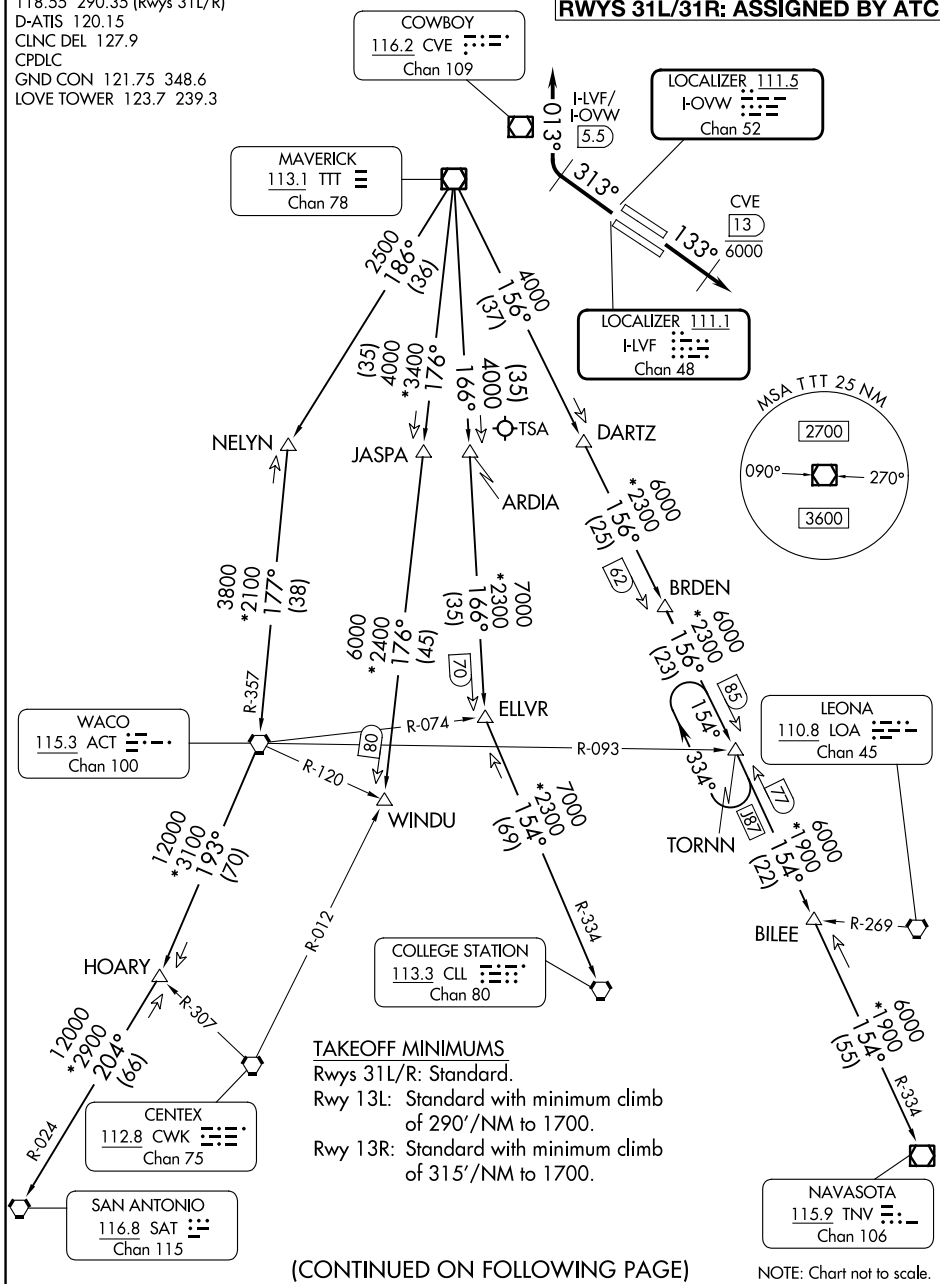 118.55 290.35 (Rwys 31L/R)
D-ATIS 120.15
CLNC DEL 127.9
CPDLC
GND CON 121.75 348.6
LOVE TOWER 123.7 239.3
RWYS 31L/31R: ASSIGNED BY ATC
COWBOY
116.2 CVE
Chan 109
I-LVF/
I-OVW
5.5
013°
313°
LOCALIZER 111.5
I-OVW
Chan 52
MAVERICK
113.1 TTT
Chan 78
CVE
13
6000
133°
LOCALIZER 111.1
I-LVF
Chan 48
2500
186°
(36)
(35)
4000
*3400
176°
(35)
4000
166°
4000
156°
(37)
TSA
MSA TTT 25 NM
2700
090°
270°
3600
NELYN
JASPA
ARDIA
DARTZ
6000
*2300
156°
(25)
62
BRDEN
3800
*2100
177°
(38)
6000
*2400
176°
(45)
7000
*2300
166°
(35)
70
6000
*2300
156°
(23)
85
R-357
WACO
115.3 ACT
Chan 100
R-074
ELLVR
80
R-093
R-120
WINDU
154°
334°
LEONA
110.8 LOA
Chan 45
77
J87
TORNN
6000
*1900
154°
(22)
12000
*3100
193°
(70)
7000
*2300
154°
(69)
R-012
R-334
BILEE
R-269
HOARY
R-307
COLLEGE STATION
113.3 CLL
Chan 80
12000
*2900
204°
(66)
R-024
6000
*1900
154°
(55)
R-334
TAKEOFF MINIMUMS
Rwys 31L/R: Standard.
Rwy 13L: Standard with minimum climb
of 290'/NM to 1700.
Rwy 13R: Standard with minimum climb
of 315'/NM to 1700.
CENTEX
112.8 CWK
Chan 75
SAN ANTONIO
116.8 SAT
Chan 115
NAVASOTA
115.9 TNV
Chan 106
(CONTINUED ON FOLLOWING PAGE)
NOTE: Chart not to scale.